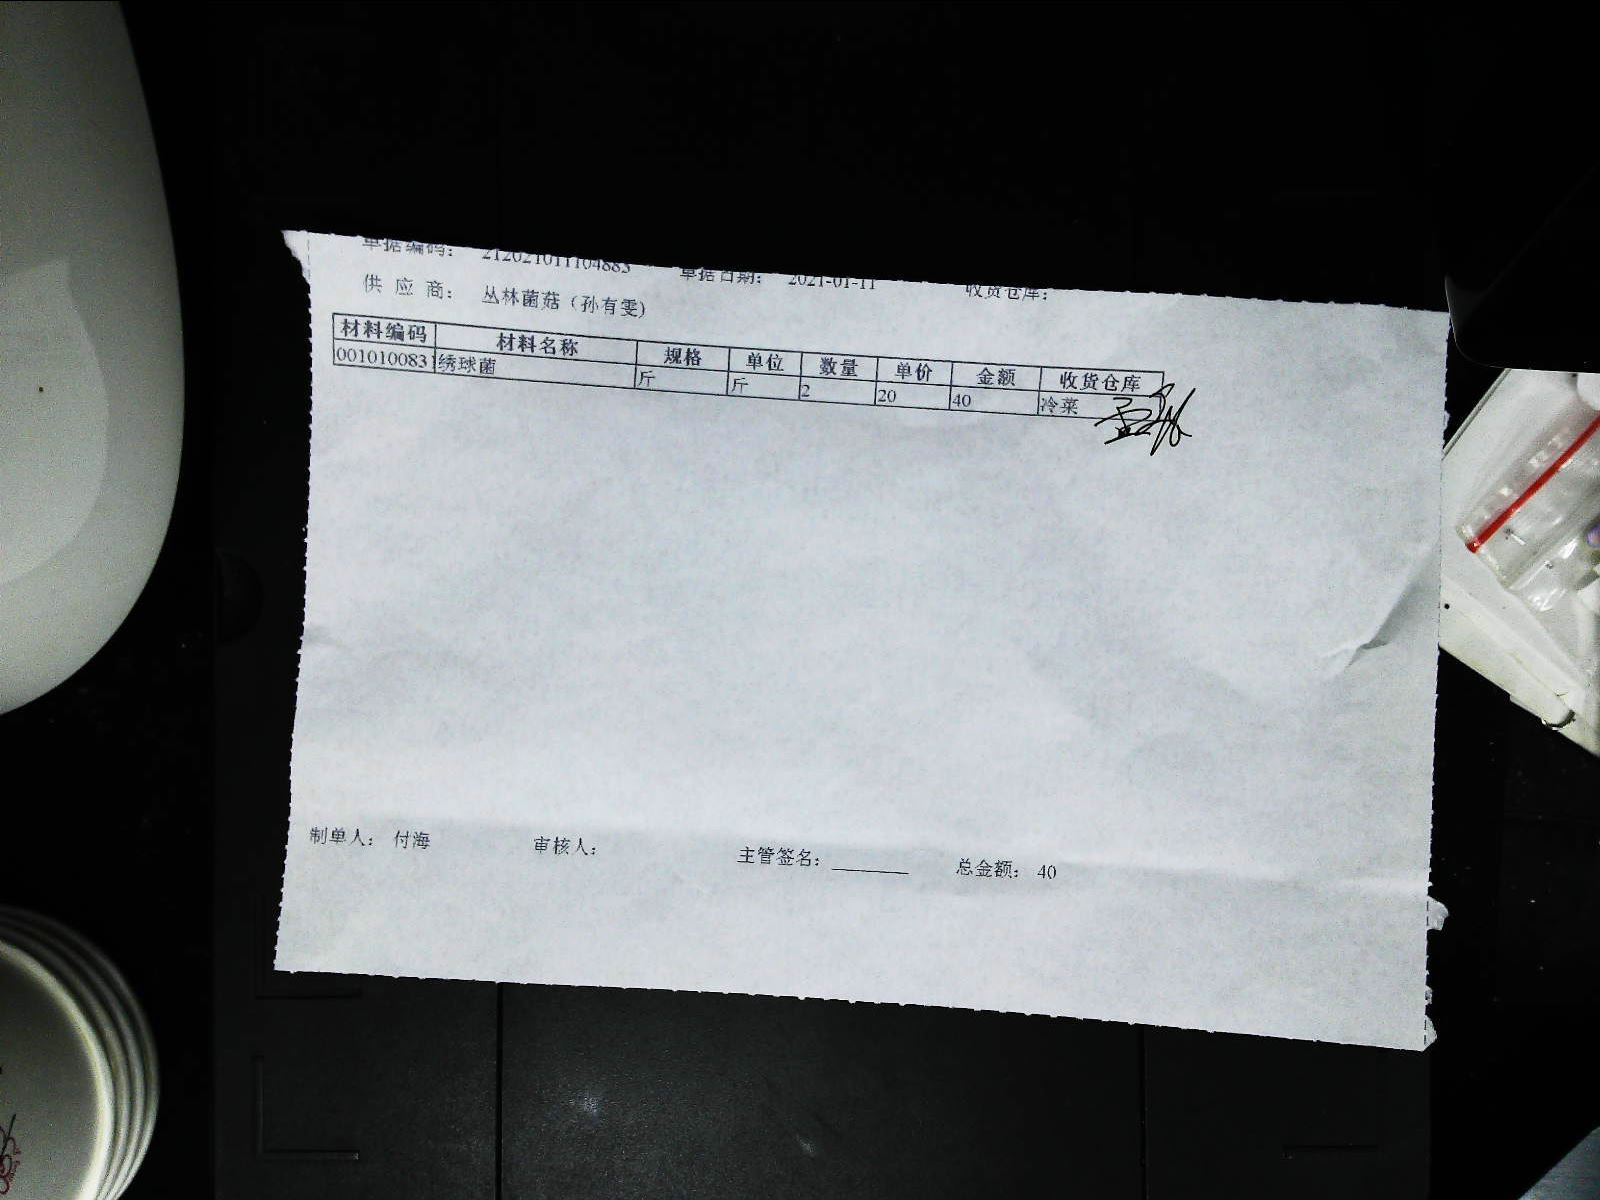 单据编码： 212021011104883 单据日期： 2021-01-11 收货仓库：
供 应 商： 丛林菌菇（孙有雯）
材料编码 材料名称 规格 单位 数量 单价 金额 收货仓库
0010100831 绣球菌 斤 斤 2 20 40 冷菜
制单人： 付海 审核人： 主管签名： 总金额： 40